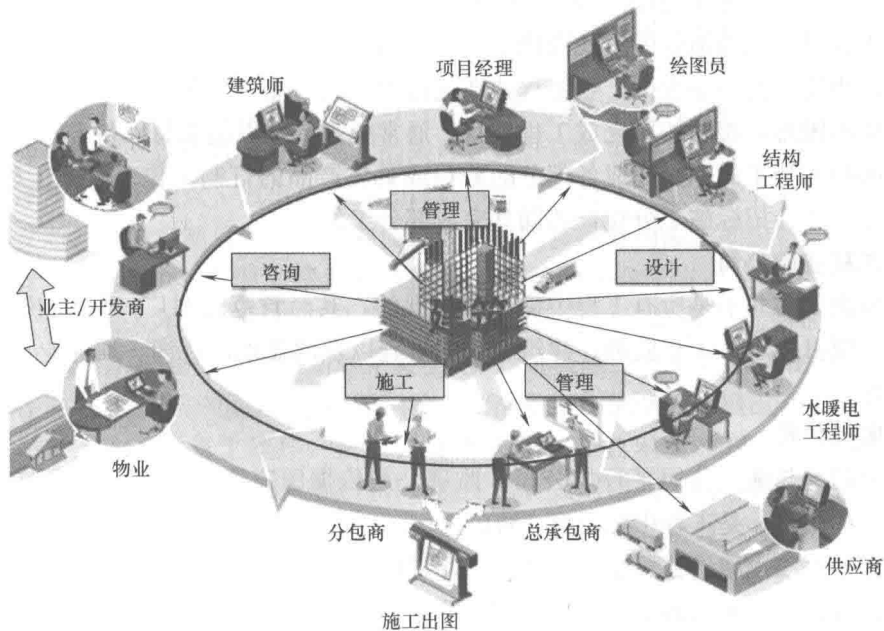 项目经理
绘图员
建筑师
结构
工程师
管理
咨询
设计
业主/开发商
施工
管理
水暖电
工程师
物业
分包商
总承包商
供应商
施工出图